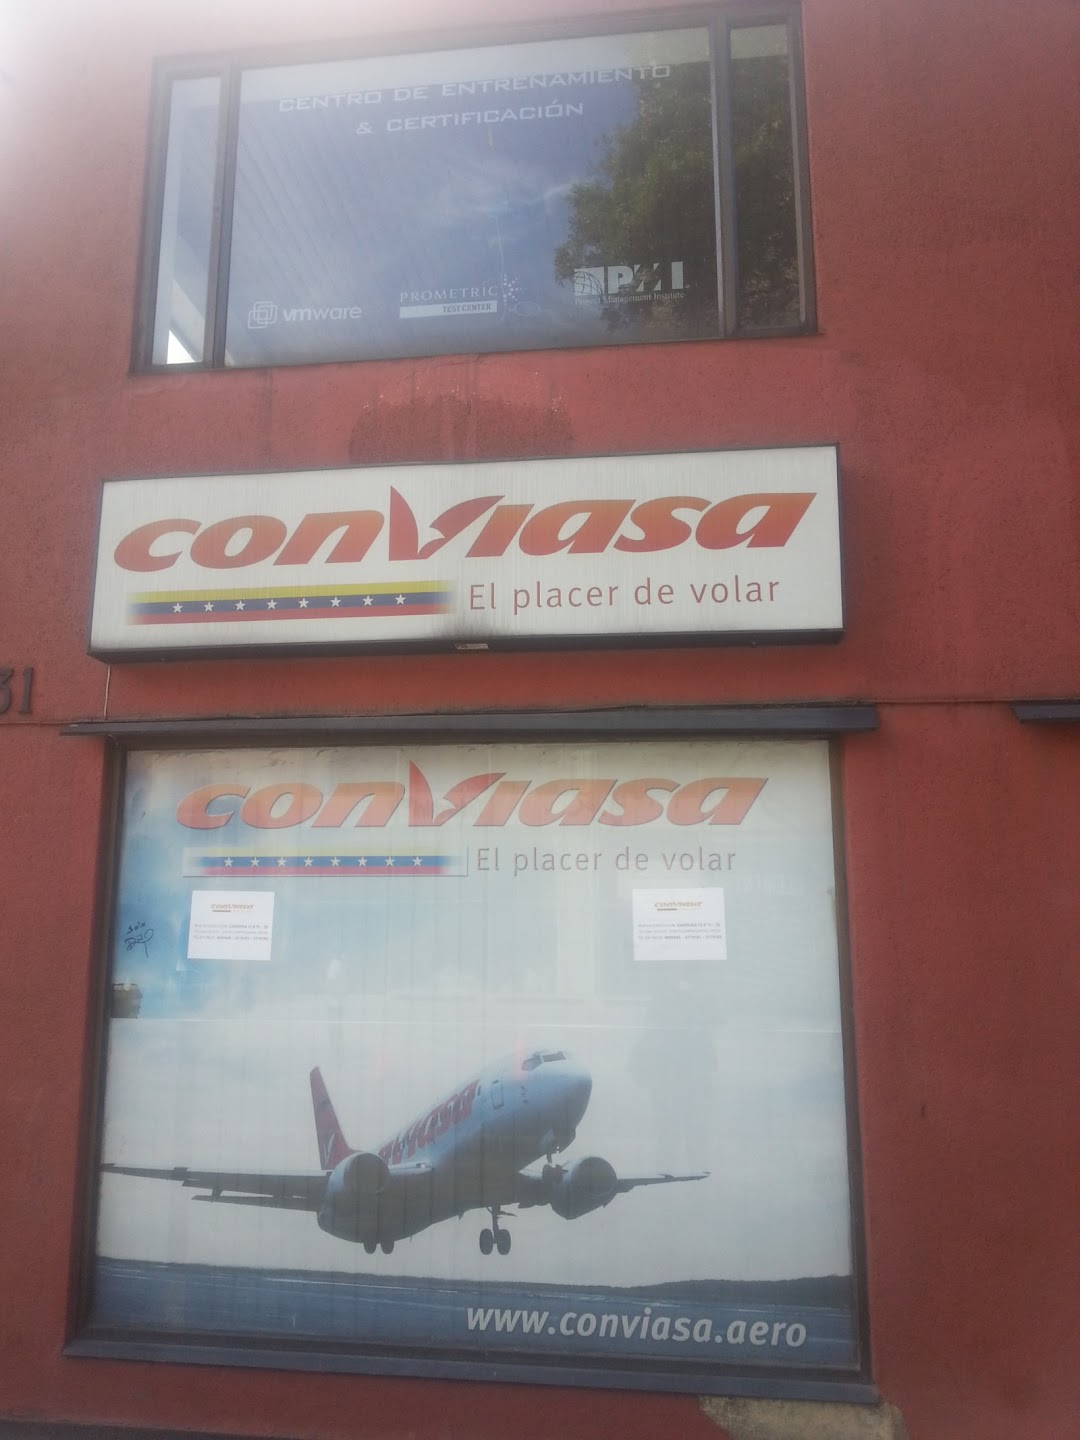 CENTRO DE ENTRENAMIENTO
& CERTIFICACIÓN
vmware
PROMETRIC
TEST CENTER
PMI
Project Management Institute
conviasa
El placer de volar
31
conviasa
El placer de volar
conviasa
conviasa
conviasa
www.conviasa.aero